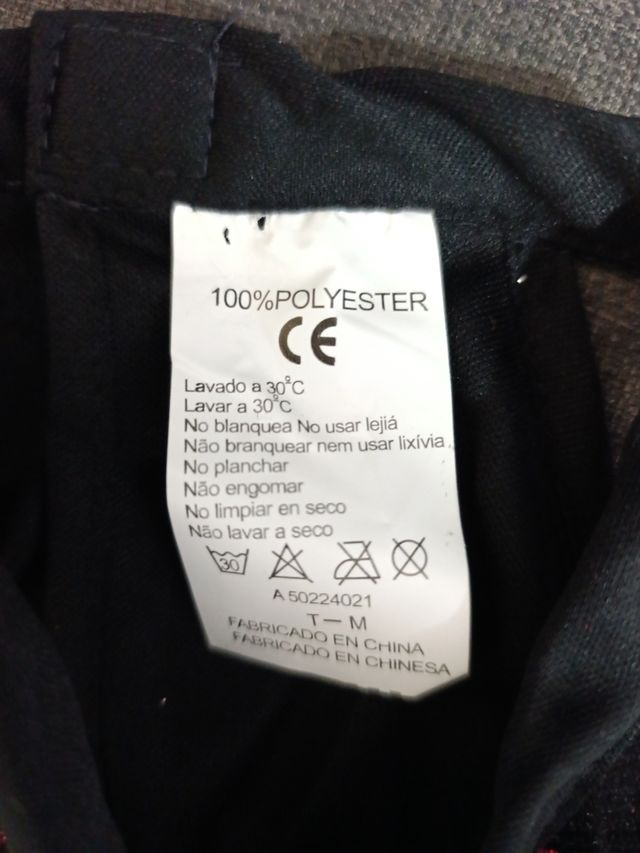 100%POLYESTER
CE
Lavado a 30°C
Lavar a 30°C
No blanquea No usar lejiá
Não branquear nem usar lixívia
No planchar
Não engomar
No limpiar en seco
Não lavar a seco
30
A 50224021
T—M
FABRICADO EN CHINA
FABRICADO EN CHINESA